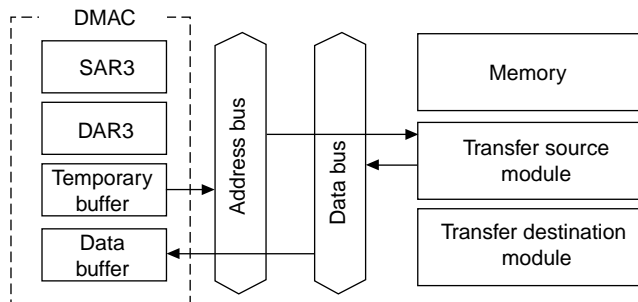 DMAC
SAR3
DAR3
Temporary
buffer
Data
buffer
Address bus
Data bus
Memory
Transfer source
module
Transfer destination
module